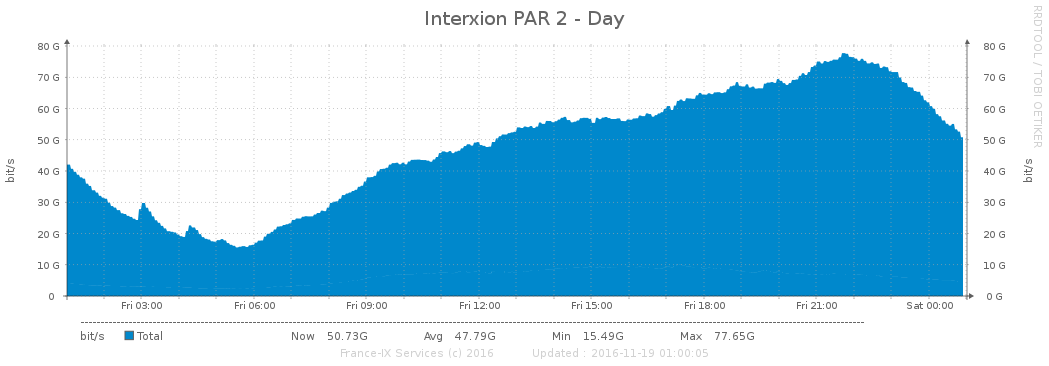 Interxion PAR 2 - Day
RRDTOOL / TOBI OETIKER
80 G 80 G
70 G 70 G
60 G 60 G
50 G 50 G
40 G 40 G
30 G 30 G
20 G 20 G
10 G 10 G
0 0 G
bit/s bit/s
Fri 03:00 Fri 06:00 Fri 09:00 Fri 12:00 Fri 15:00 Fri 18:00 Fri 21:00 Sat 00:00
bit/s Total Now 50.73G Avg 47.79G Min 15.49G Max 77.65G
France-IX Services (c) 2016 Updated : 2016-11-19 01:00:05